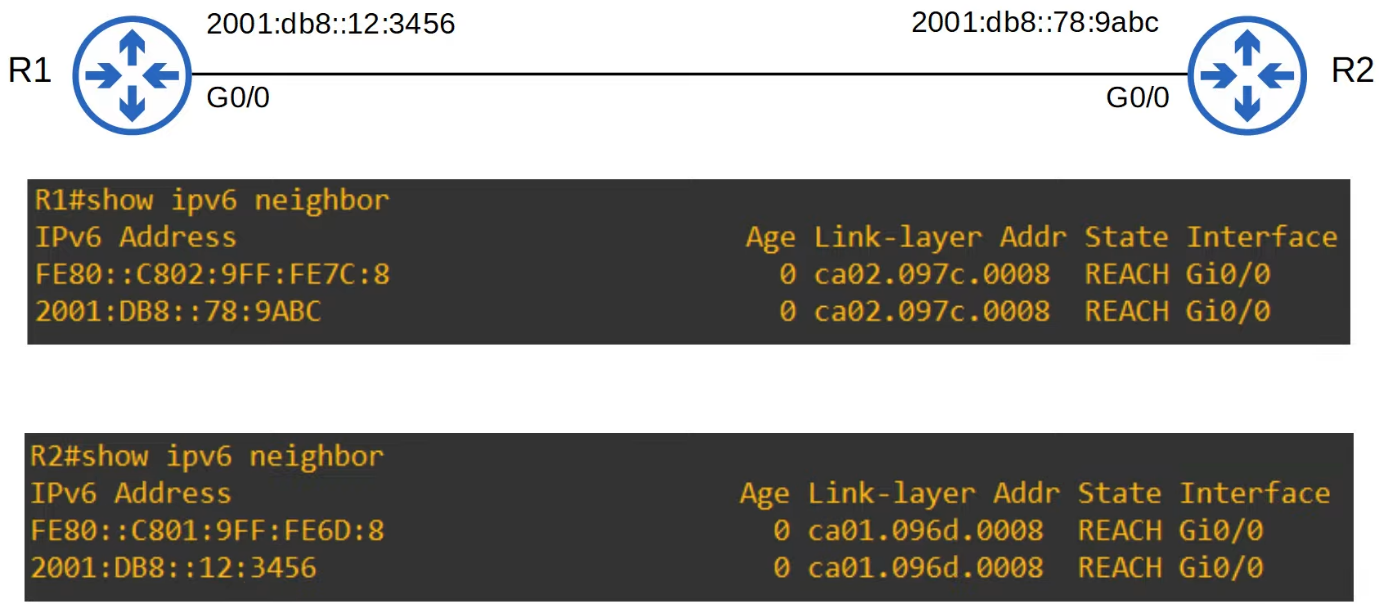 2001:db8::12:3456
2001:db8::78:9abc
R1
R2
G0/0
G0/0
R1#show ipv6 neighbor
IPv6 Address Age Link-layer Addr State Interface
FE80::C802:9FF:FE7C:8 0 ca02.097c.0008 REACH Gi0/0
2001:DB8::78:9ABC 0 ca02.097c.0008 REACH Gi0/0
R2#show ipv6 neighbor
IPv6 Address Age Link-layer Addr State Interface
FE80::C801:9FF:FE6D:8 0 ca01.096d.0008 REACH Gi0/0
2001:DB8::12:3456 0 ca01.096d.0008 REACH Gi0/0